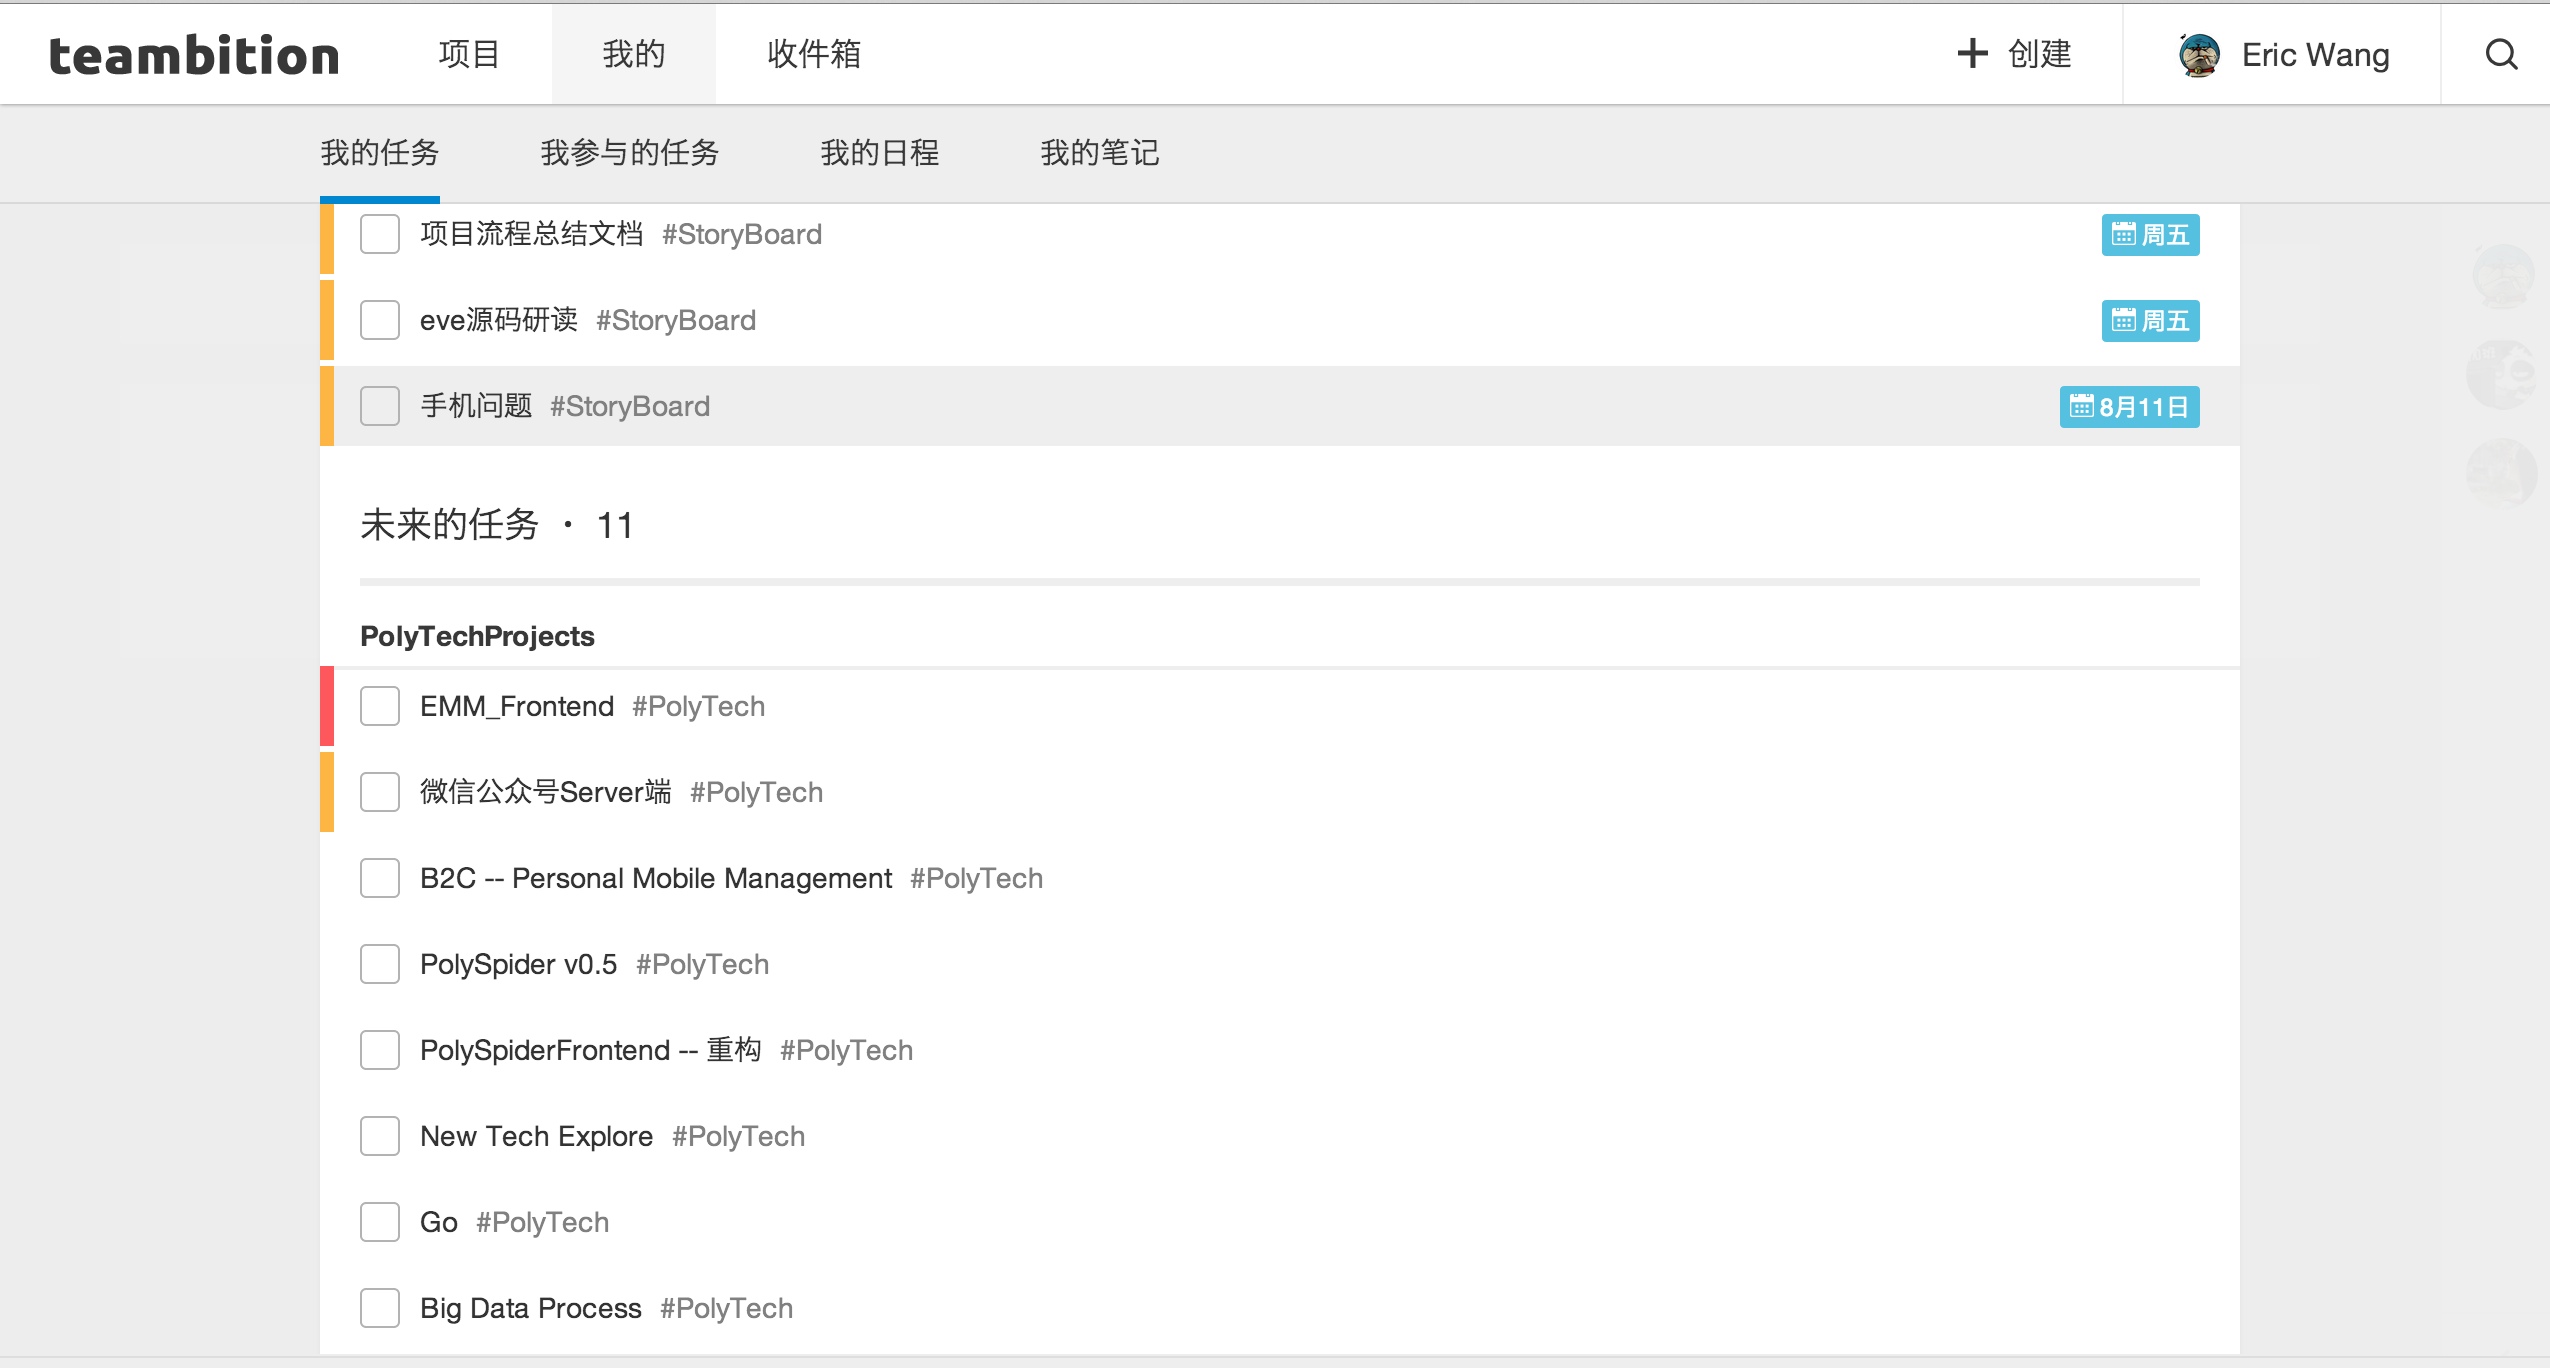 teambition 项目 我的 收件箱 创建 Eric Wang
我的任务 我参与的任务 我的日程 我的笔记
项目流程总结文档 #StoryBoard 周五
eve源码研读 #StoryBoard 周五
手机问题 #StoryBoard 8月11日
未来的任务 · 11
PolyTechProjects
EMM_Frontend #PolyTech
微信公众号Server端 #PolyTech
B2C -- Personal Mobile Management #PolyTech
PolySpider v0.5 #PolyTech
PolySpiderFrontend -- 重构 #PolyTech
New Tech Explore #PolyTech
Go #PolyTech
Big Data Process #PolyTech